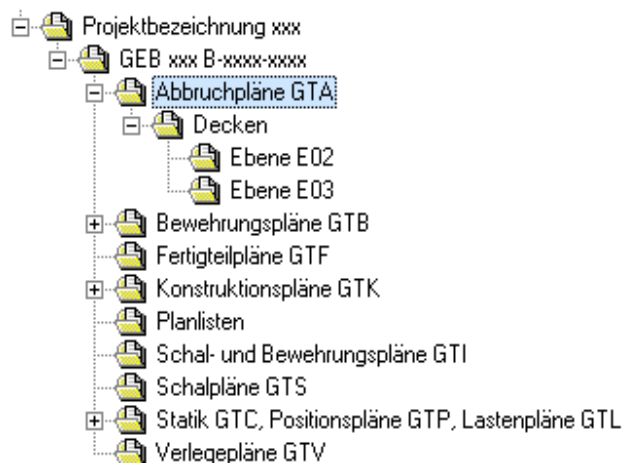 Projektbezeichnung xxx
GEB xxx B-xxxx-xxxx
Abbruchpläne GTA
Decken
Ebene E02
Ebene E03
Bewehrungspläne GTB
Fertigteilpläne GTF
Konstruktionspläne GTK
Planlisten
Schal- und Bewehrungspläne GTI
Schalpläne GTS
Statik GTC, Positionspläne GTP, Lastenpläne GTL
Verlegepläne GTV